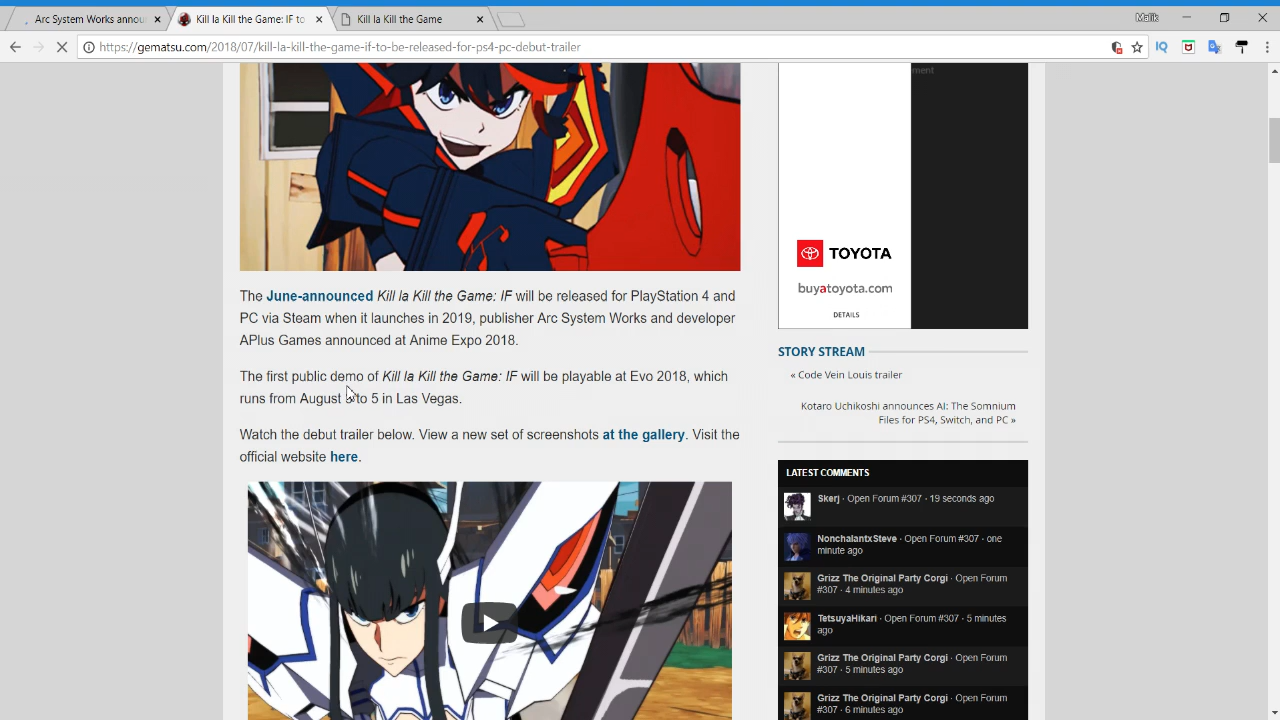 Arc System Works annou
Kill la Kill the Game: IF to
Kill la Kill the Game
Malik
https://gematsu.com/2018/07/kill-la-kill-the-game-if-to-be-released-for-ps4-pc-debut-trailer
ment
TOYOTA
buyatoyota.com
DETAILS
The June-announced Kill la Kill the Game: IF will be released for PlayStation 4 and
PC via Steam when it launches in 2019, publisher Arc System Works and developer
APlus Games announced at Anime Expo 2018.
The first public demo of Kill la Kill the Game: IF will be playable at Evo 2018, which
runs from August to 5 in Las Vegas.
Watch the debut trailer below. View a new set of screenshots at the gallery. Visit the
official website here.
STORY STREAM
« Code Vein Louis trailer
Kotaro Uchikoshi announces AI: The Somnium
Files for PS4, Switch, and PC »
LATEST COMMENTS
Skerj · Open Forum #307 · 19 seconds ago
NonchalantxSteve · Open Forum #307 · one
minute ago
Grizz The Original Party Corgi · Open Forum
#307 · 4 minutes ago
TetsuyaHikari · Open Forum #307 · 5 minutes
ago
Grizz The Original Party Corgi · Open Forum
#307 · 5 minutes ago
Grizz The Original Party Corgi · Open Forum
#307 · 6 minutes ago